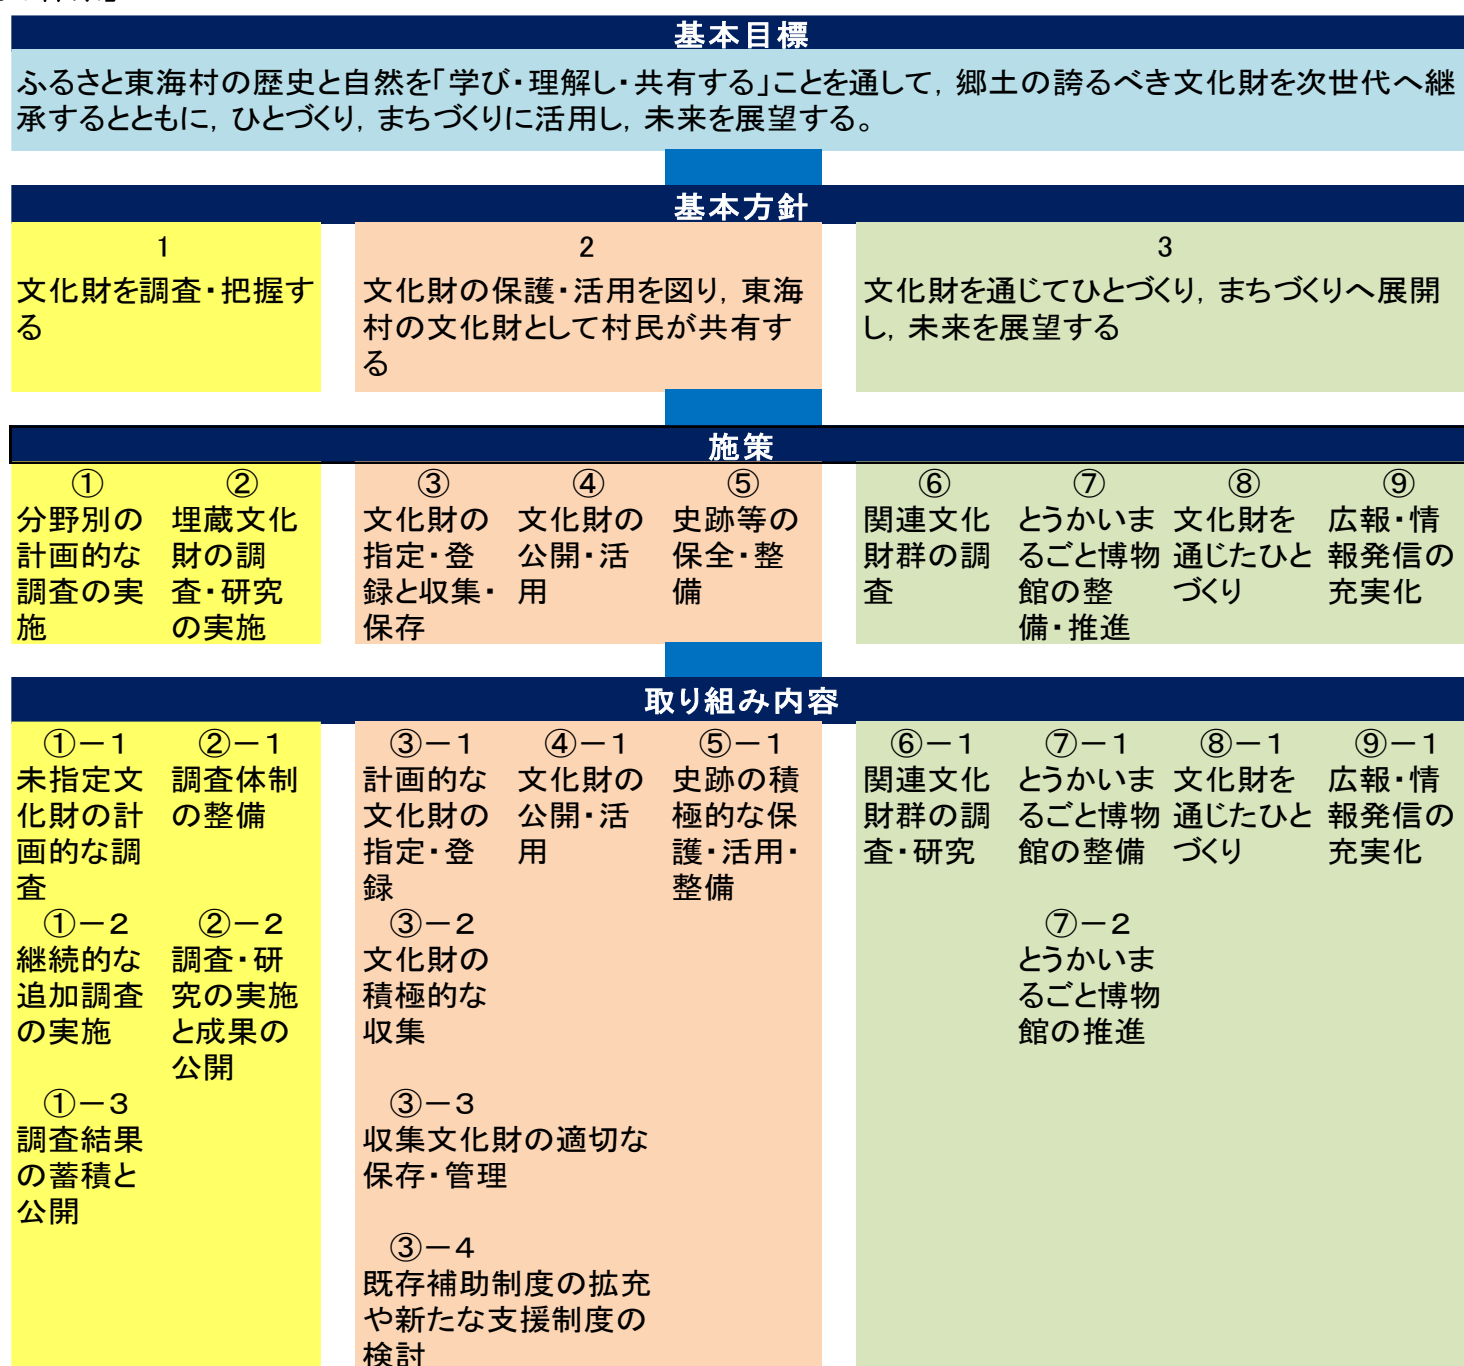 基本目標
ふるさと東海村の歴史と自然を「学び・理解し・共有する」ことを通して，郷土の誇るべき文化財を次世代へ継
承するとともに，ひとづくり，まちづくりに活用し，未来を展望する。
基本方針
1
文化財を調査・把握す
る
2
文化財の保護・活用を図り，東海
村の文化財として村民が共有す
る
3
文化財を通じてひとづくり，まちづくりへ展開
し，未来を展望する
施策
①
分野別の
計画的な
調査の実
施
②
埋蔵文化
財の調
査・研究
の実施
③
文化財の
指定・登
録と収集・
保存
④
文化財の
公開・活
用
⑤
史跡等の
保全・整
備
⑥
関連文化
財群の調
査
⑦
とうかいま
るごと博物
館の整
備・推進
⑧
文化財を
通じたひと
づくり
⑨
広報・情
報発信の
充実化
取り組み内容
①－１
未指定文
化財の計
画的な調
査
①－２
継続的な
追加調査
の実施
①－３
調査結果
の蓄積と
公開
②－１
調査体制
の整備
②－２
調査・研
究の実施
と成果の
公開
③－１
計画的な
文化財の
指定・登
録
③－２
文化財の
積極的な
収集
③－３
収集文化財の適切な
保存・管理
③－４
既存補助制度の拡充
や新たな支援制度の
検討
④－１
文化財の
公開・活
用
⑤－１
史跡の積
極的な保
護・活用・
整備
⑥－１
関連文化
財群の調
査・研究
⑦－１
とうかいま
るごと博物
館の整備
⑦－２
とうかいま
るごと博物
館の推進
⑧－１
文化財を
通じたひと
づくり
⑨－１
広報・情
報発信の
充実化